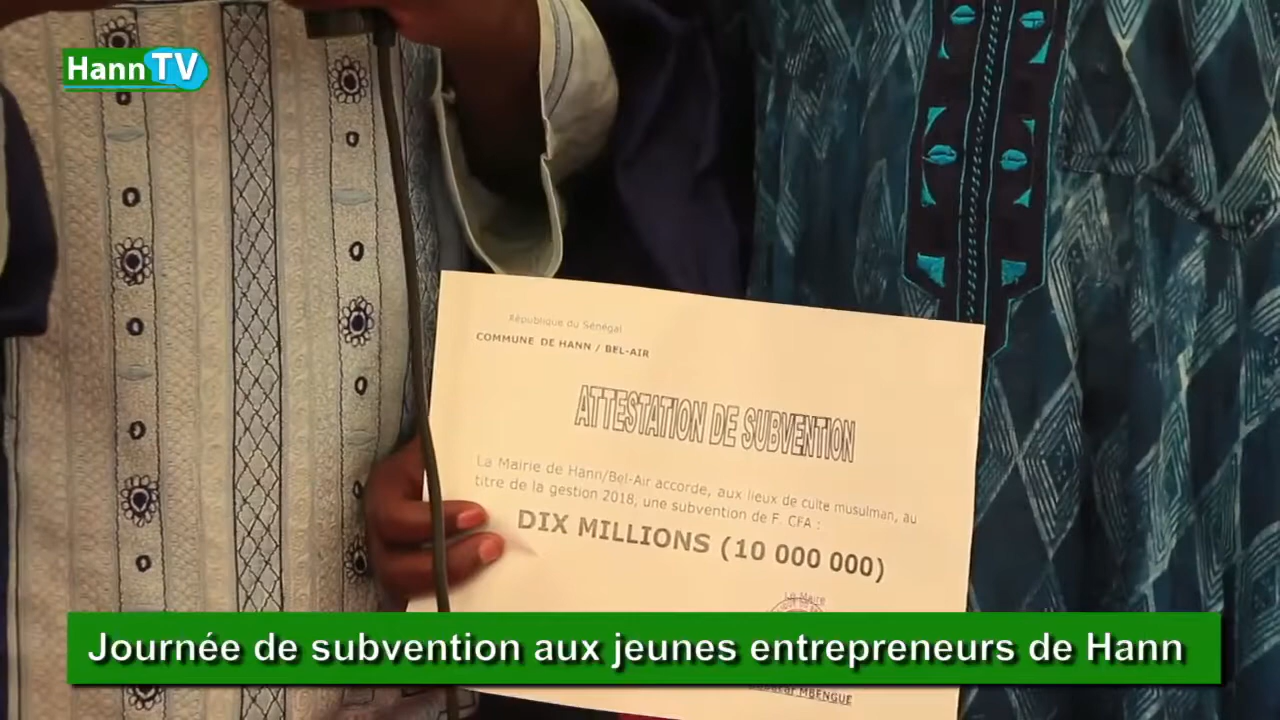 HannTV
République du Sénégal
COMMUNE DE HANN / BEL-AIR
ATTESTATION DE SUBVENTION
La Mairie de Hann/Bel-Air accorde, aux lieux de culte musulman, au
titre de la gestion 2018, une subvention de F. CFA :
DIX MILLIONS (10 000 000)
Le Maire
Journée de subvention aux jeunes entrepreneurs de Hann
MBENGUE